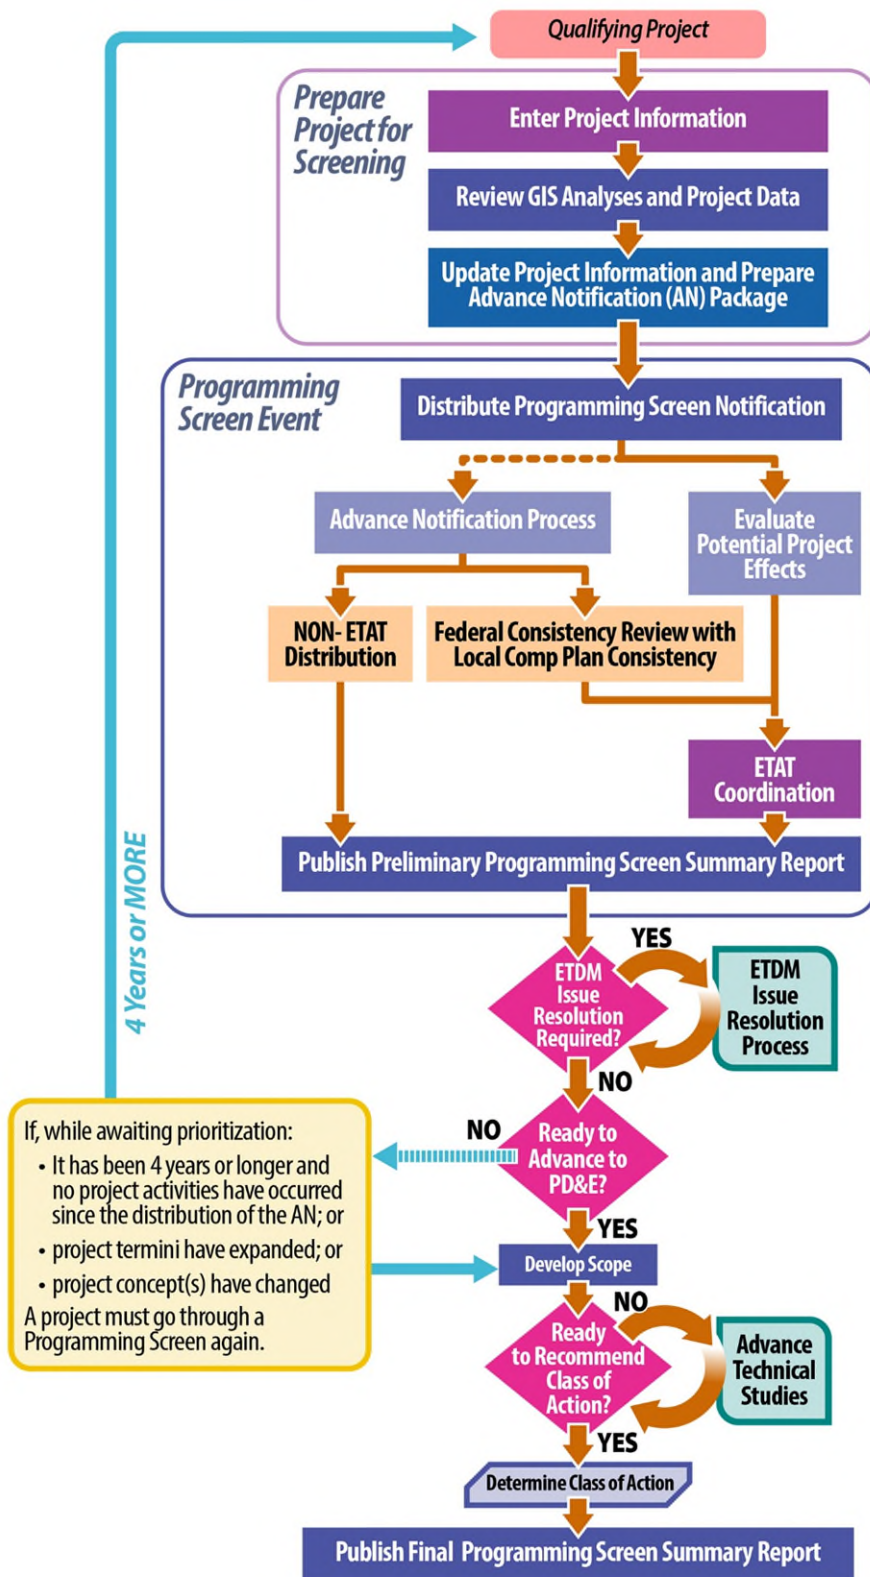 Qualifying Project
Prepare
Project for
Screening
Enter Project Information
Review GIS Analyses and Project Data
Update Project Information and Prepare
Advance Notification (AN) Package
Programming
Screen Event
Distribute Programming Screen Notification
Advance Notification Process
Evaluate
Potential Project
Effects
NON- ETAT
Distribution
Federal Consistency Review with
Local Comp Plan Consistency
ETAT
Coordination
Publish Preliminary Programming Screen Summary Report
4 Years or MORE
YES
ETDM
Issue
Resolution
Required?
ETDM
Issue
Resolution
Process
NO
If, while awaiting prioritization:
• It has been 4 years or longer and
no project activities have occurred
since the distribution of the AN; or
• project termini have expanded; or
• project concept(s) have changed
A project must go through a
Programming Screen again.
NO
Ready to
Advance to
PD&E?
YES
Develop Scope
NO
Ready
to Recommend
Class of
Action?
Advance
Technical
Studies
YES
Determine Class of Action
Publish Final Programming Screen Summary Report